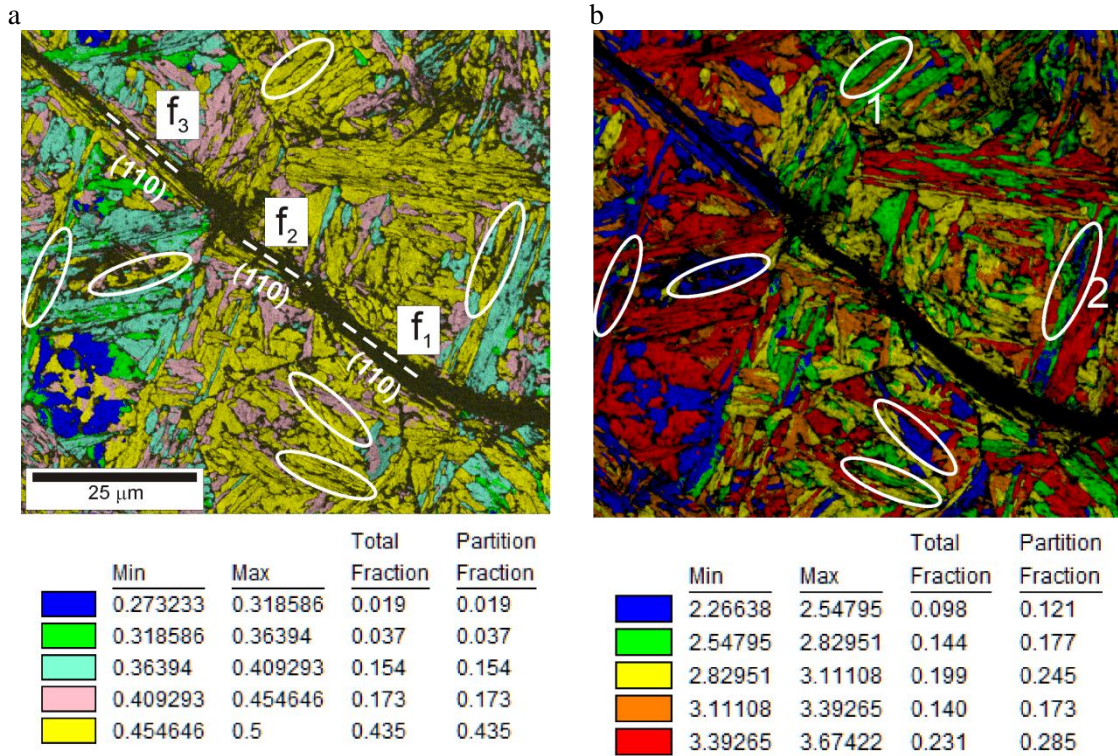 a
b
f3
(110)
f2
(110)
f1
(110)
25 μm
1
2
Total Partition
Min Max Fraction Fraction
0.273233 0.318586 0.019 0.019
0.318586 0.36394 0.037 0.037
0.36394 0.409293 0.154 0.154
0.409293 0.454646 0.173 0.173
0.454646 0.5 0.435 0.435
Total Partition
Min Max Fraction Fraction
2.26638 2.54795 0.098 0.121
2.54795 2.82951 0.144 0.177
2.82951 3.11108 0.199 0.245
3.11108 3.39265 0.140 0.173
3.39265 3.67422 0.231 0.285